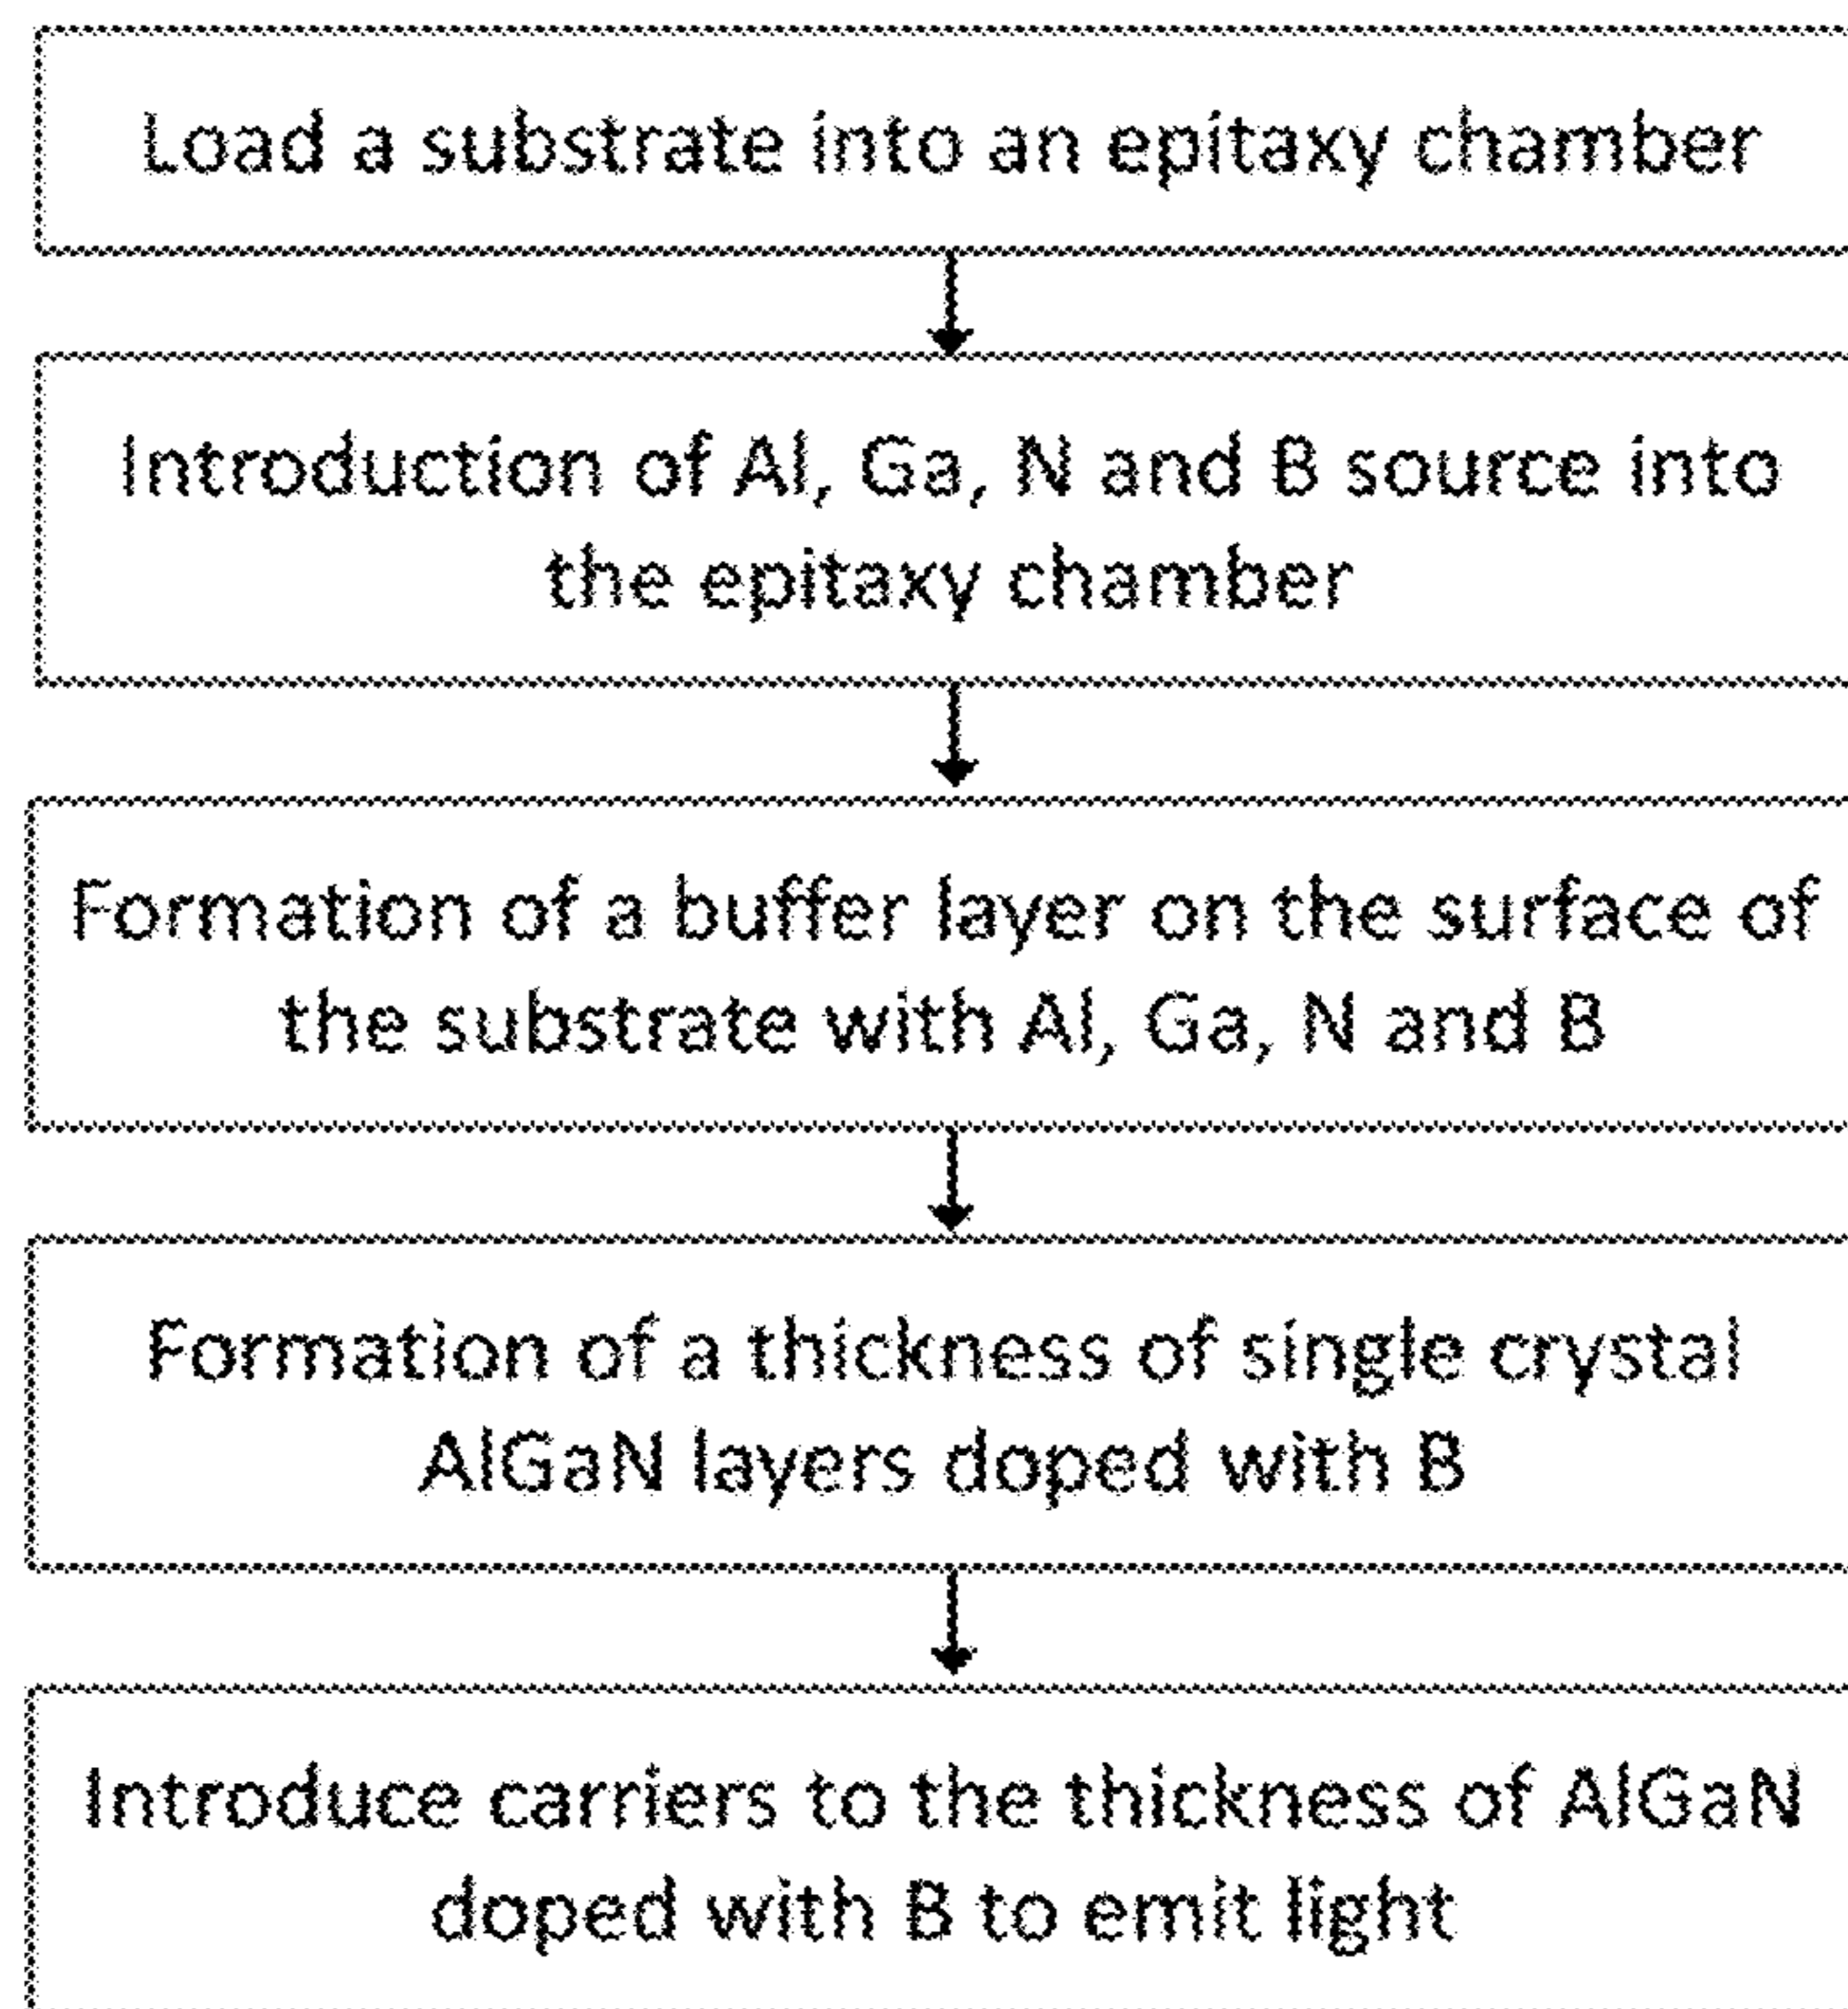 Load a substrate into an epitaxy chamber
Introduction of Al, Ga, N and B source into
the epitaxy chamber
Formation of a buffer layer on the surface of
the substrate with Al, Ga, N and B
Formation of a thickness of single crystal
AlGaN layers doped with B
Introduce carriers to the thickness of AlGaN
doped with B to emit light